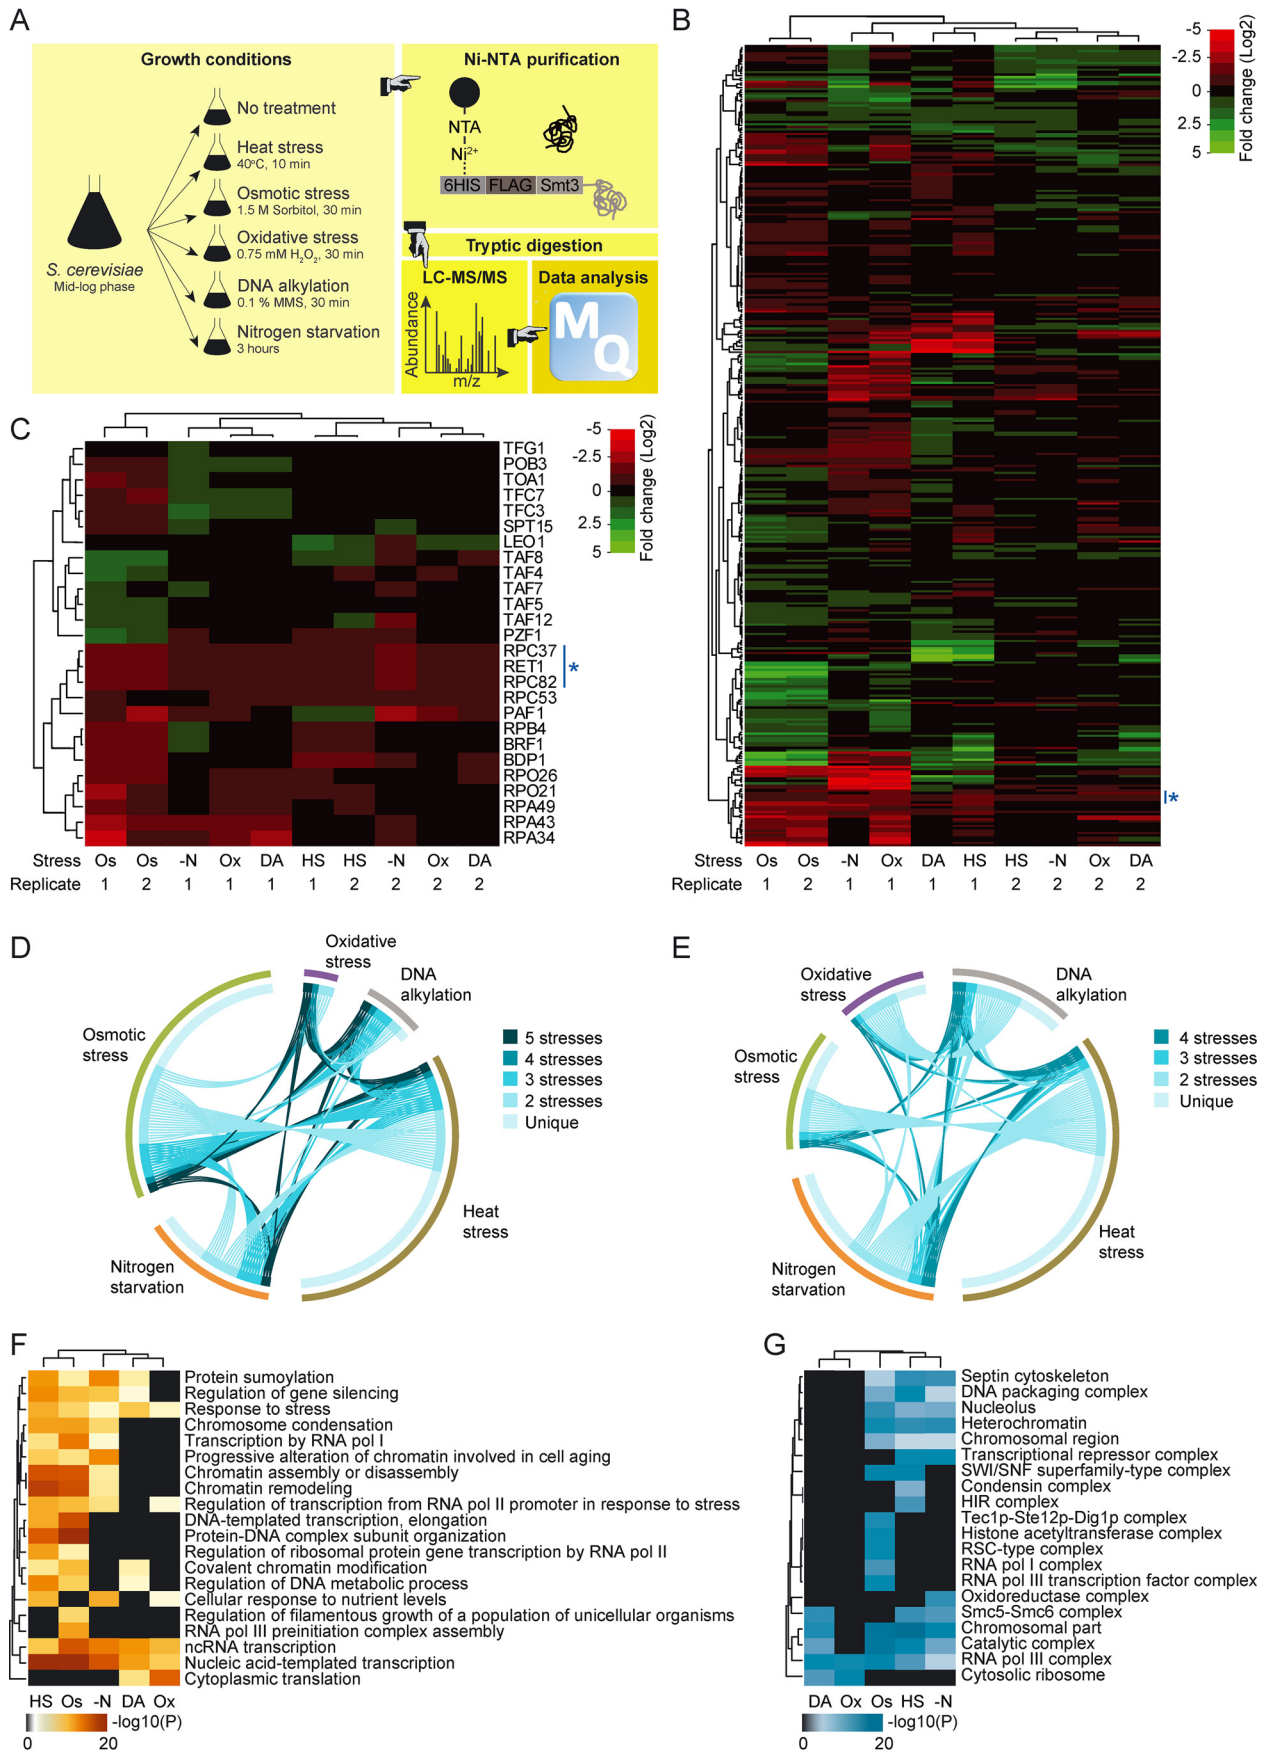 A
Growth conditions
No treatment
Heat stress
40°C, 10 min
Osmotic stress
1.5 M Sorbitol, 30 min
Oxidative stress
0.75 mM H2O2, 30 min
DNA alkylation
0.1 % MMS, 30 min
Nitrogen starvation
3 hours
S. cerevisiae
Mid-log phase
Ni-NTA purification
NTA
Ni2+
6HIS FLAG Smt3
Tryptic digestion
LC-MS/MS
Abundance
m/z
Data analysis
MQ
B
-5
-2.5
0
2.5
5
Fold change (Log2)
*
Stress Os Os -N Ox DA HS HS -N Ox DA
Replicate 1 2 1 1 1 1 2 2 2 2
C
-5
-2.5
0
2.5
5
Fold change (Log2)
TFG1
POB3
TOA1
TFC7
TFC3
SPT15
LEO1
TAF8
TAF4
TAF7
TAF5
TAF12
PZF1
RPC37
RET1
RPC82
*
RPC53
PAF1
RPB4
BRF1
BDP1
RPO26
RPO21
RPA49
RPA43
RPA34
Stress Os Os -N Ox DA HS HS -N Ox DA
Replicate 1 2 1 1 1 1 2 2 2 2
D
Oxidative
stress
DNA
alkylation
Osmotic
stress
Heat
stress
Nitrogen
starvation
5 stresses
4 stresses
3 stresses
2 stresses
Unique
E
Oxidative
stress
DNA
alkylation
Osmotic
stress
Heat
stress
Nitrogen
starvation
4 stresses
3 stresses
2 stresses
Unique
F
Protein sumoylation
Regulation of gene silencing
Response to stress
Chromosome condensation
Transcription by RNA pol I
Progressive alteration of chromatin involved in cell aging
Chromatin assembly or disassembly
Chromatin remodeling
Regulation of transcription from RNA pol II promoter in response to stress
DNA-templated transcription, elongation
Protein-DNA complex subunit organization
Regulation of ribosomal protein gene transcription by RNA pol II
Covalent chromatin modification
Regulation of DNA metabolic process
Cellular response to nutrient levels
Regulation of filamentous growth of a population of unicellular organisms
RNA pol III preinitiation complex assembly
ncRNA transcription
Nucleic acid-templated transcription
Cytoplasmic translation
HS Os -N DA Ox
-log10(P)
0 20
G
Septin cytoskeleton
DNA packaging complex
Nucleolus
Heterochromatin
Chromosomal region
Transcriptional repressor complex
SWI/SNF superfamily-type complex
Condensin complex
HIR complex
Tec1p-Ste12p-Dig1p complex
Histone acetyltransferase complex
RSC-type complex
RNA pol I complex
RNA pol III transcription factor complex
Oxidoreductase complex
Smc5-Smc6 complex
Chromosomal part
Catalytic complex
RNA pol III complex
Cytosolic ribosome
DA Ox Os HS -N
-log10(P)
0 20